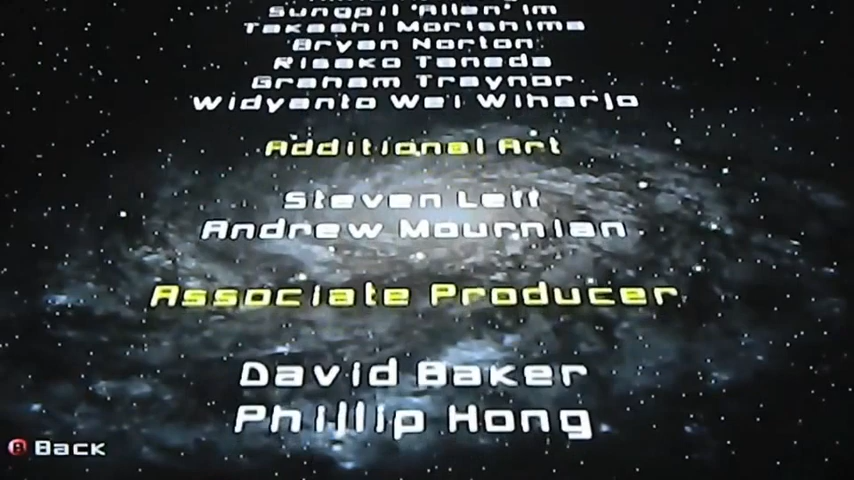 Sungpil 'Allen' Im
Takashi Morishima
Bryan Norton
Risako Taneda
Graham Traynor
Widyanto Wei Wiharjo
Additional Art
Steven Lett
Andrew Mournian
Associate Producer
David Baker
Phillip Hong
B Back